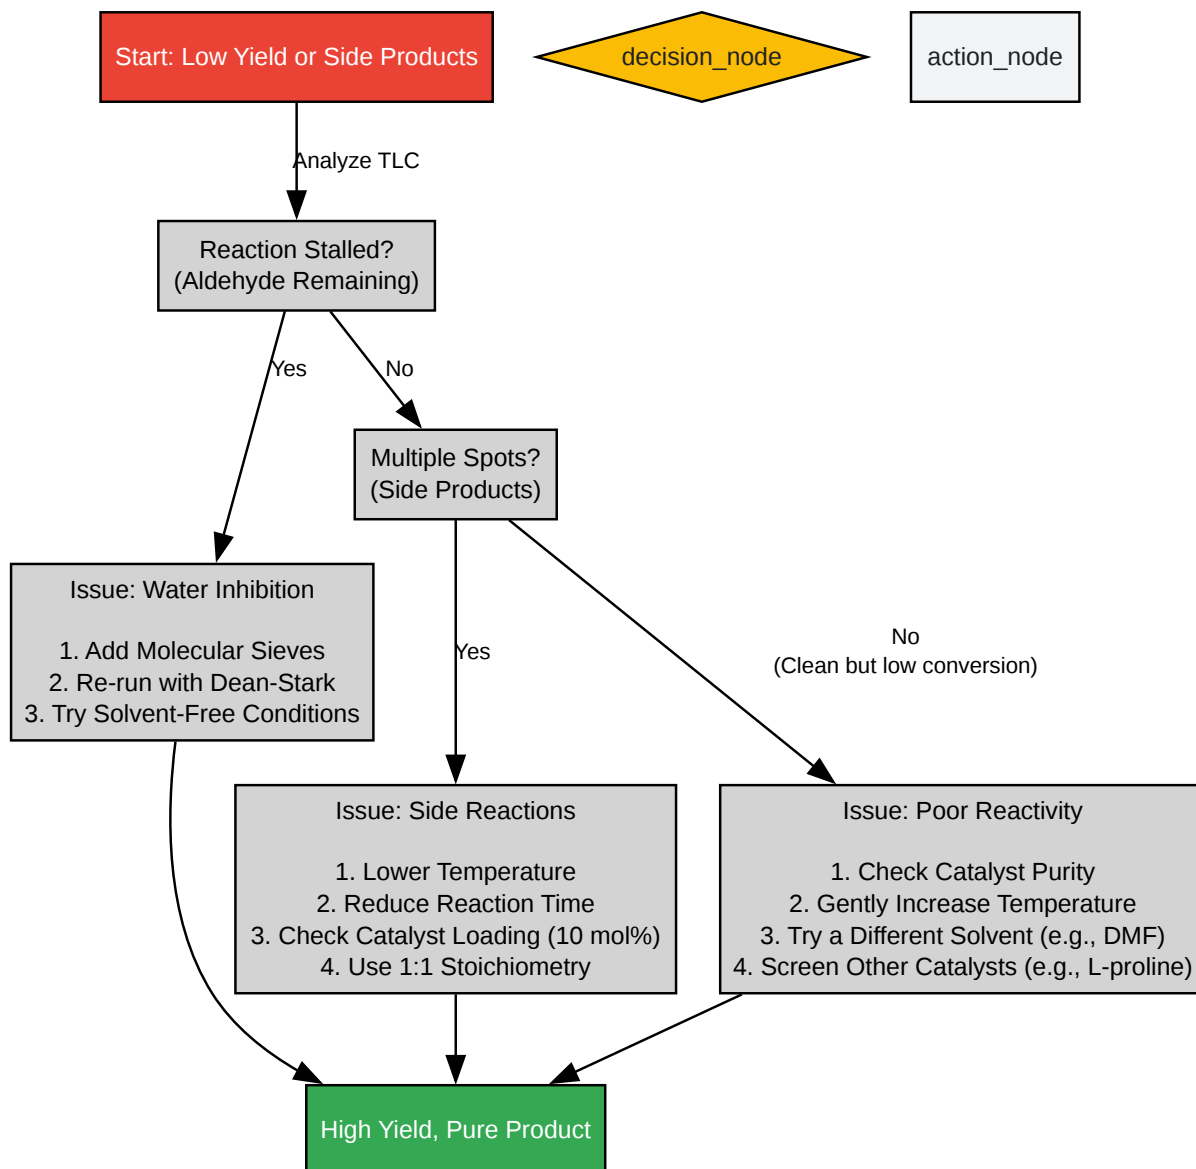 Start: Low Yield or Side Products
decision_node
action_node
Analyze TLC
Reaction Stalled?
(Aldehyde Remaining)
Yes
No
Multiple Spots?
(Side Products)
Issue: Water Inhibition
1. Add Molecular Sieves
2. Re-run with Dean-Stark
3. Try Solvent-Free Conditions
Yes
No
(Clean but low conversion)
Issue: Side Reactions
1. Lower Temperature
2. Reduce Reaction Time
3. Check Catalyst Loading (10 mol%)
4. Use 1:1 Stoichiometry
Issue: Poor Reactivity
1. Check Catalyst Purity
2. Gently Increase Temperature
3. Try a Different Solvent (e.g., DMF)
4. Screen Other Catalysts (e.g., L-proline)
High Yield, Pure Product